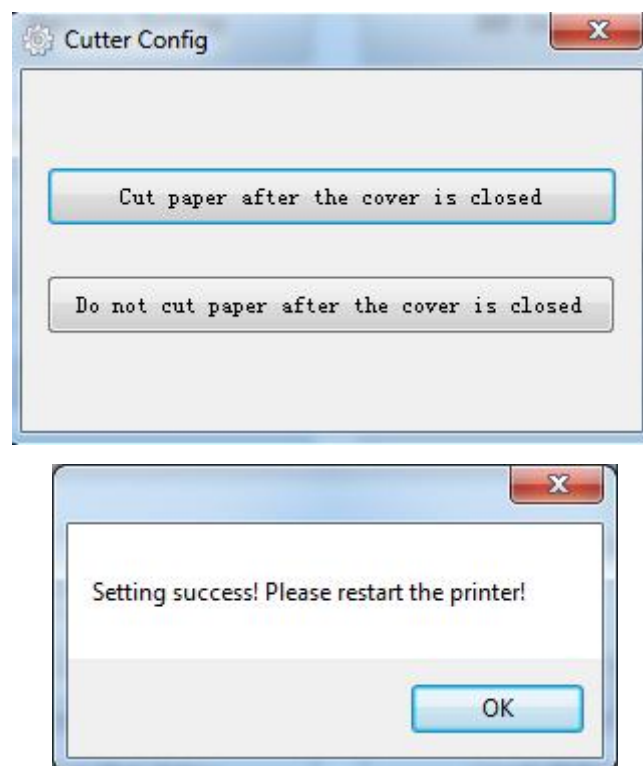 Cutter Config
Cut paper after the cover is closed
Do not cut paper after the cover is closed
Setting success! Please restart the printer!
OK